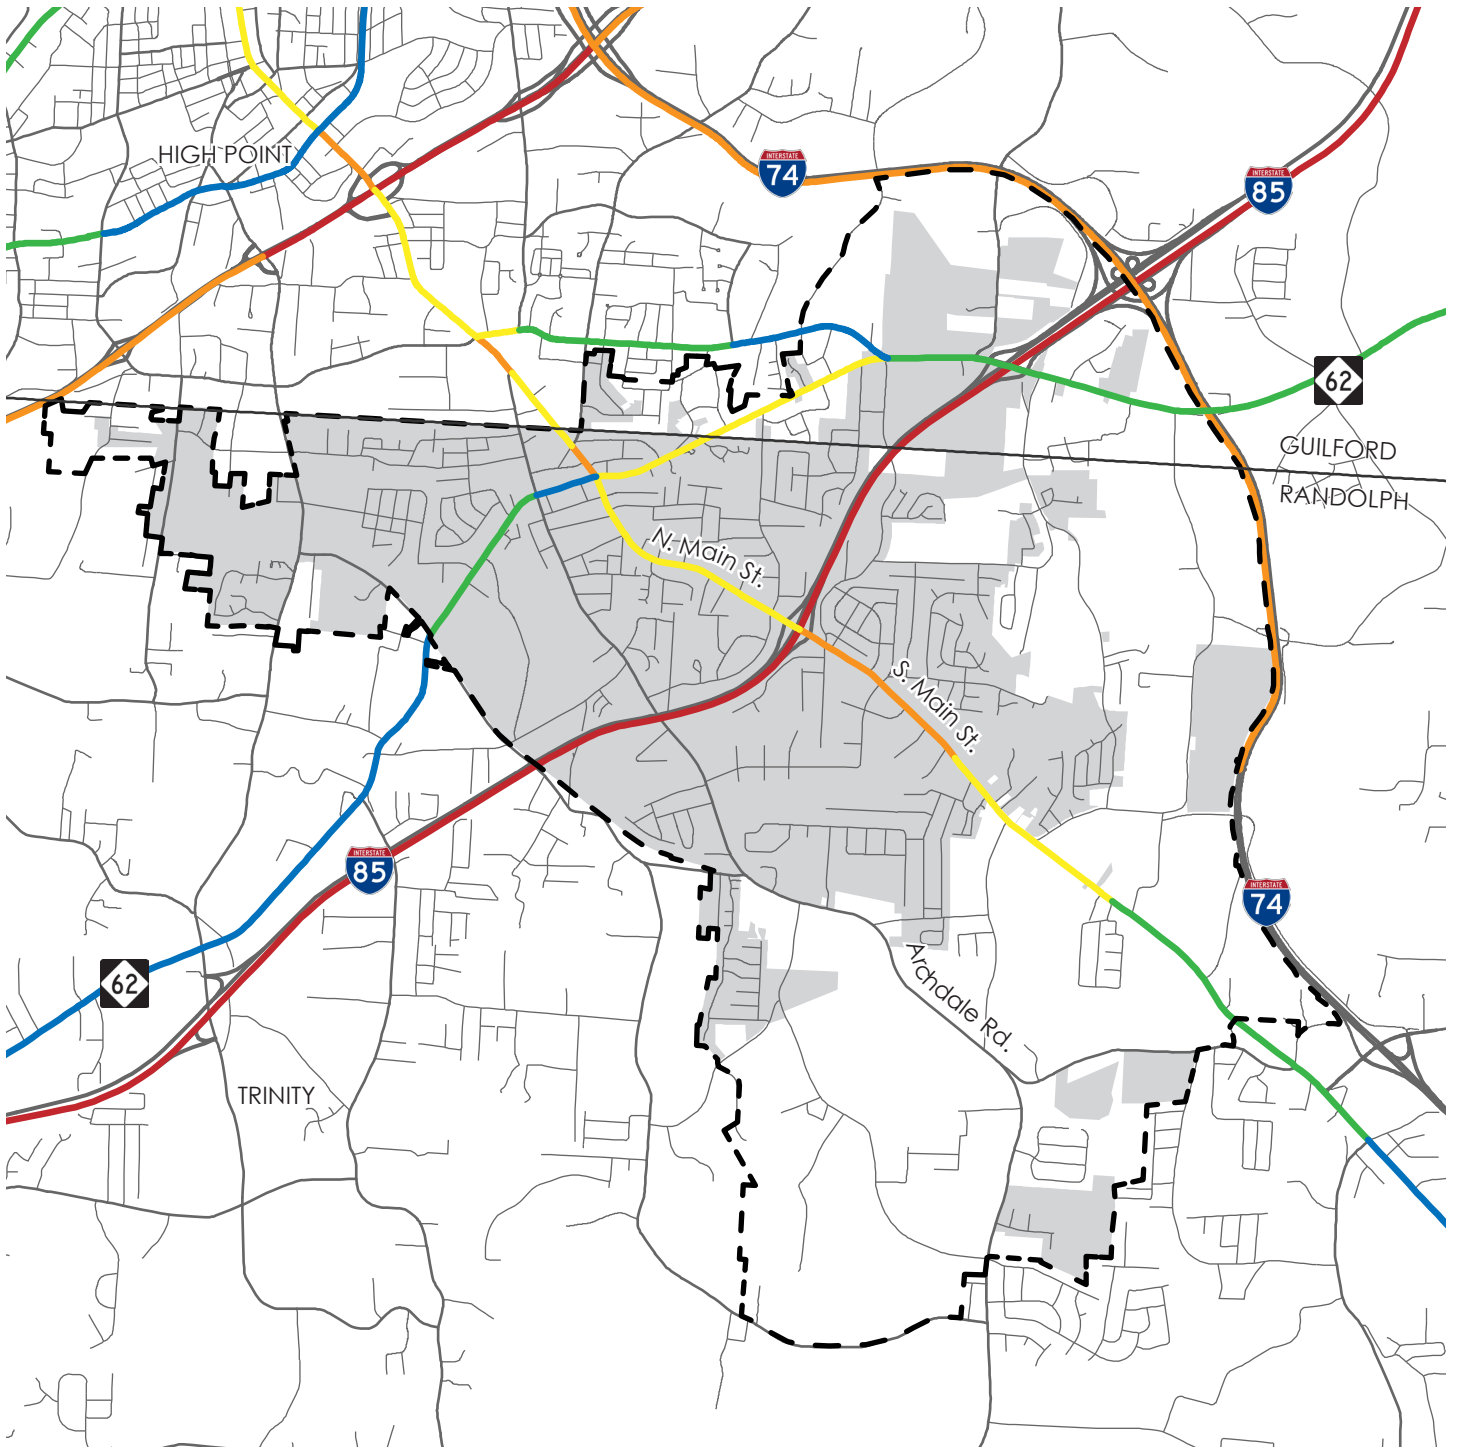 HIGH POINT
INTERSTATE
74
INTERSTATE
85
62
GUILFORD
RANDOLPH
N. Main St.
S. Main St.
INTERSTATE
85
INTERSTATE
74
Archdale Rd.
62
TRINITY